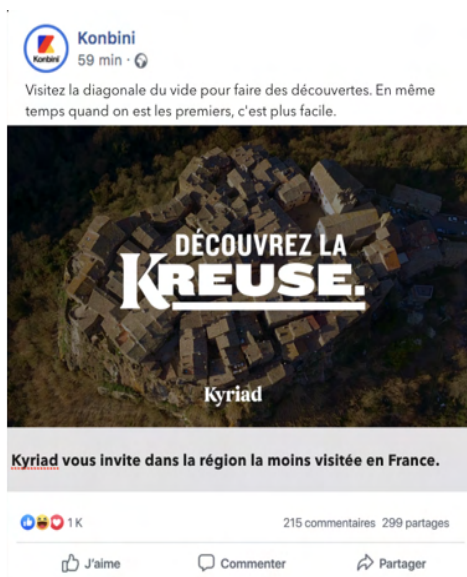 Konbini
Konbini
59 min ·
Visitez la diagonale du vide pour faire des découvertes. En même
temps quand on est les premiers, c'est plus facile.
DÉCOUVREZ LA
KREUSE.
Kyriad
Kyriad vous invite dans la région la moins visitée en France.
1 K
215 commentaires 299 partages
J'aime
Commenter
Partager